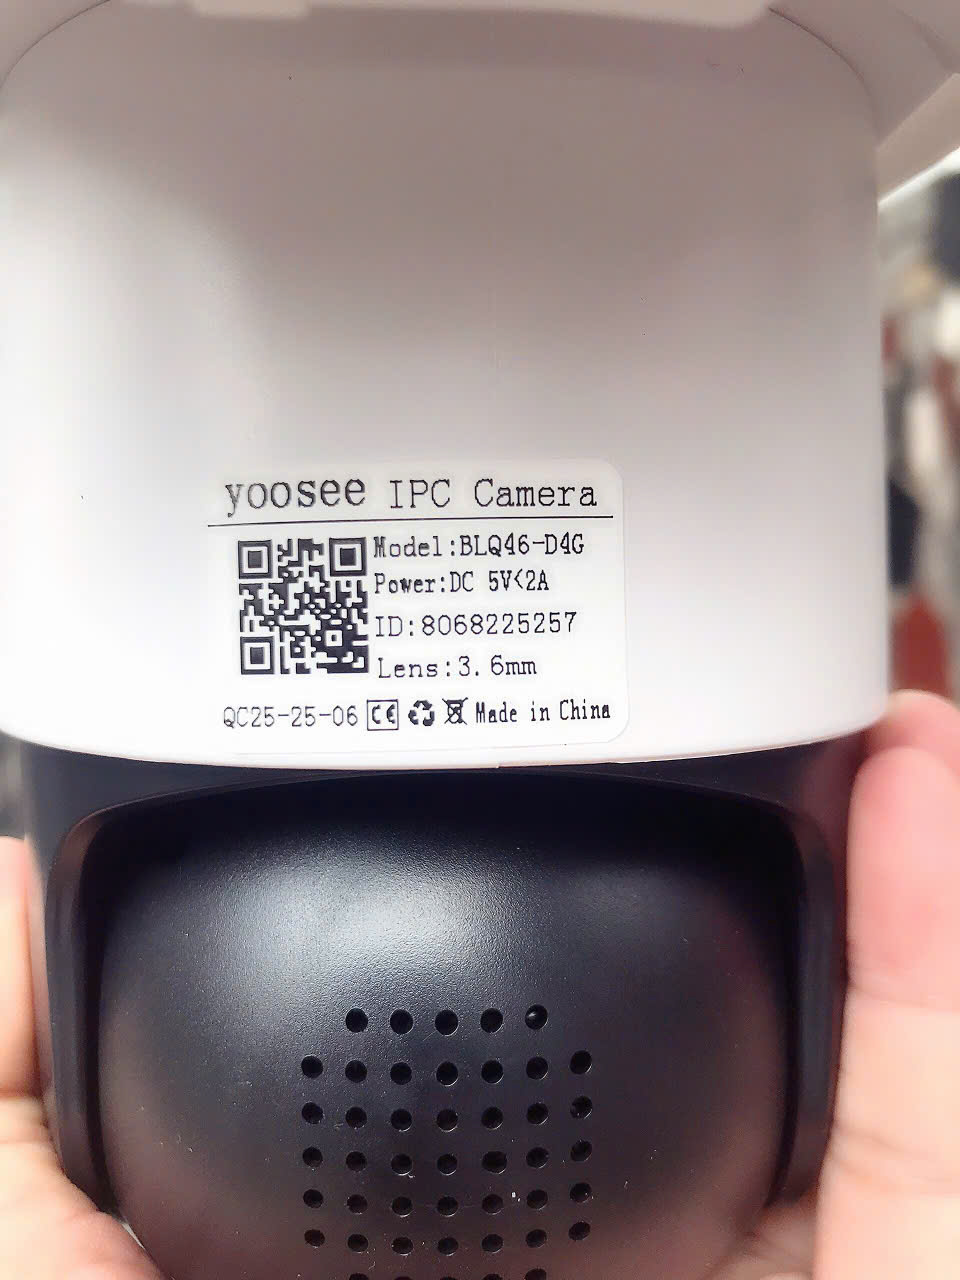 yoosee IPC Camera
Model:BLQ46-D4G
Power:DC 5V<2A
ID:8068225257
Lens:3.6mm
QC25-25-06 CE Made in China